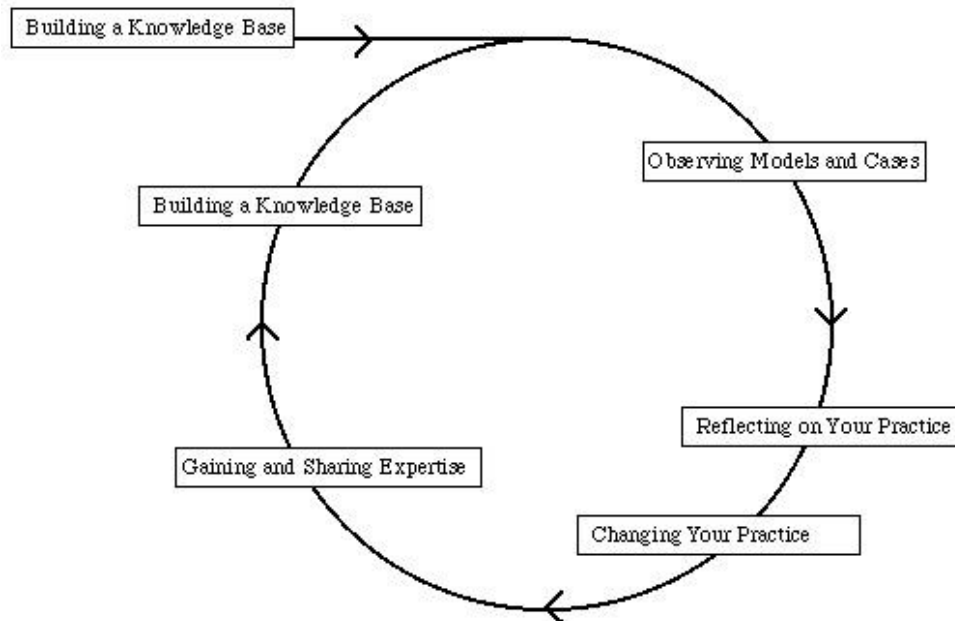 Building a Knowledge Base
Observing Models and Cases
Building a Knowledge Base
Reflecting on Your Practice
Gaining and Sharing Expertise
Changing Your Practice